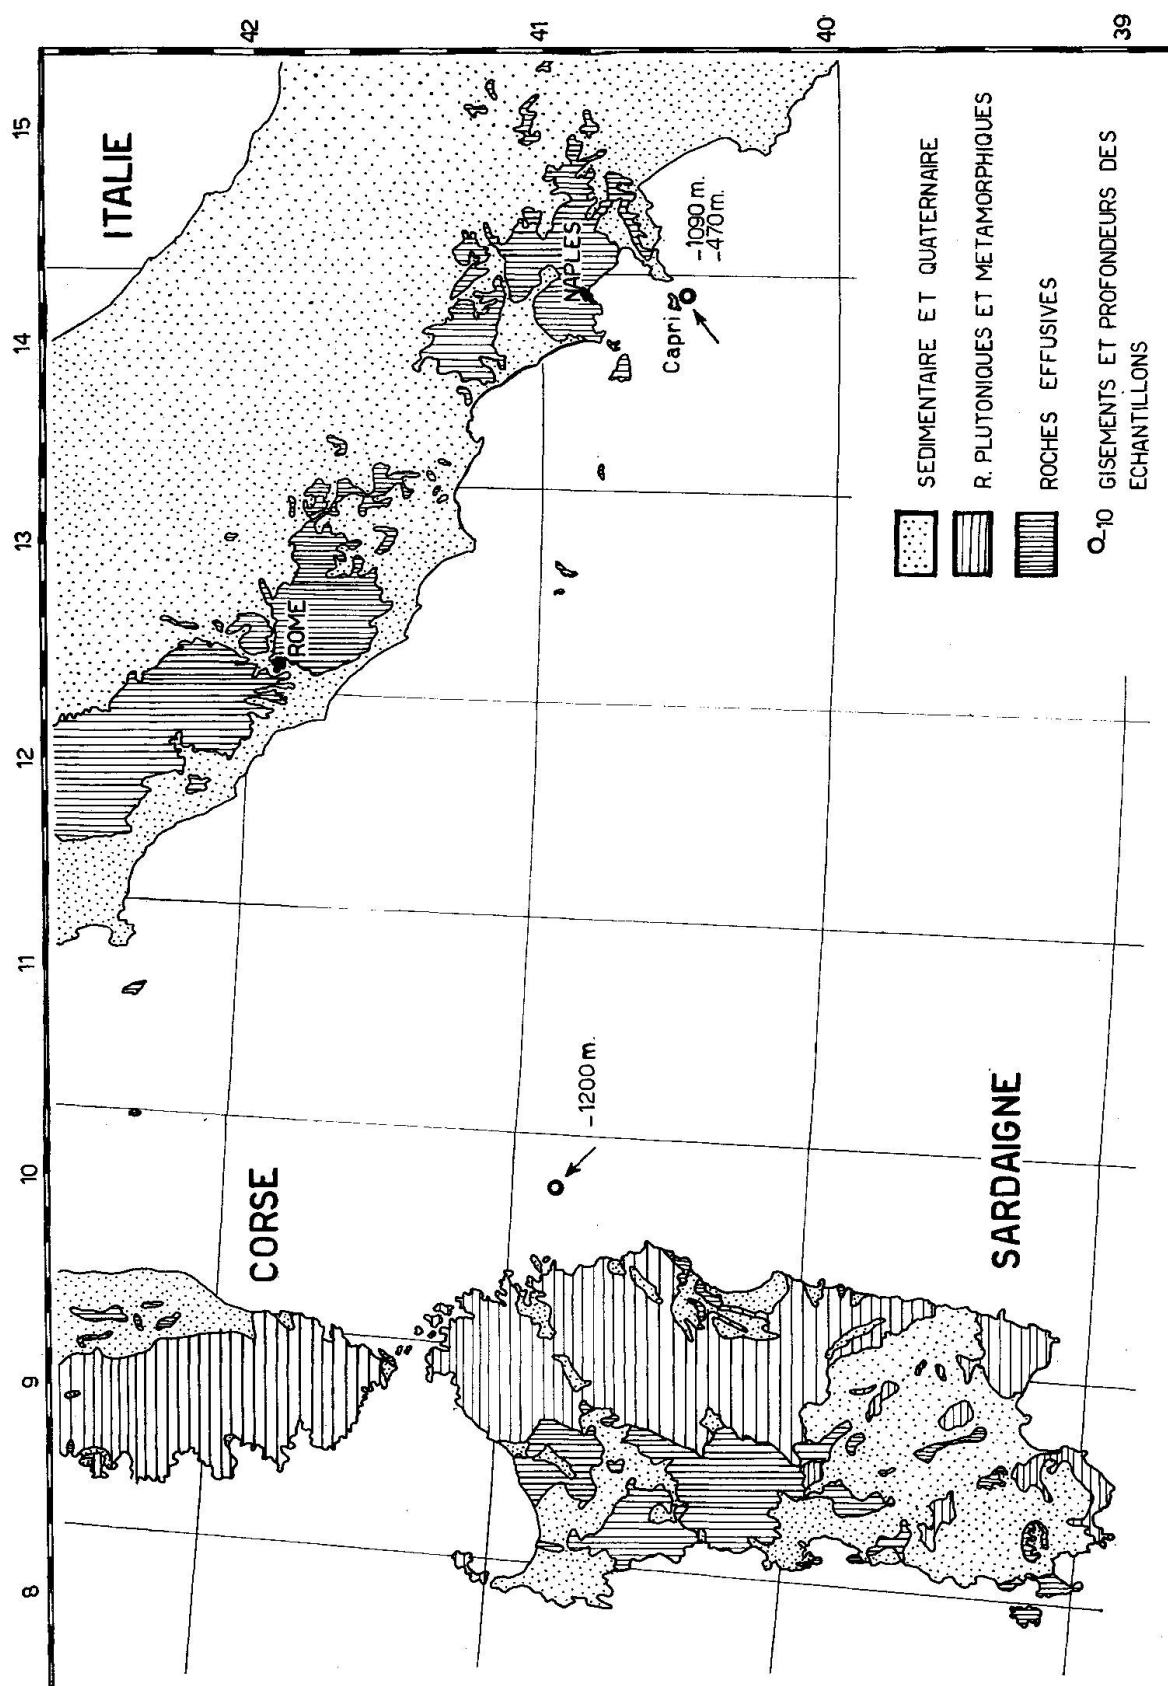 8
9
10
11
12
13
14
15
42
41
40
39
CORSE
ITALIE
ROME
NAPLES
Capri
-1090 m.
-470 m.
-1200 m.
SARDAIGNE
SEDIMENTAIRE ET QUATERNAIRE
R. PLUTONIQUES ET METAMORPHIQUES
ROCHES EFFUSIVES
-10 GISEMENTS ET PROFONDEURS DES
ECHANTILLONS